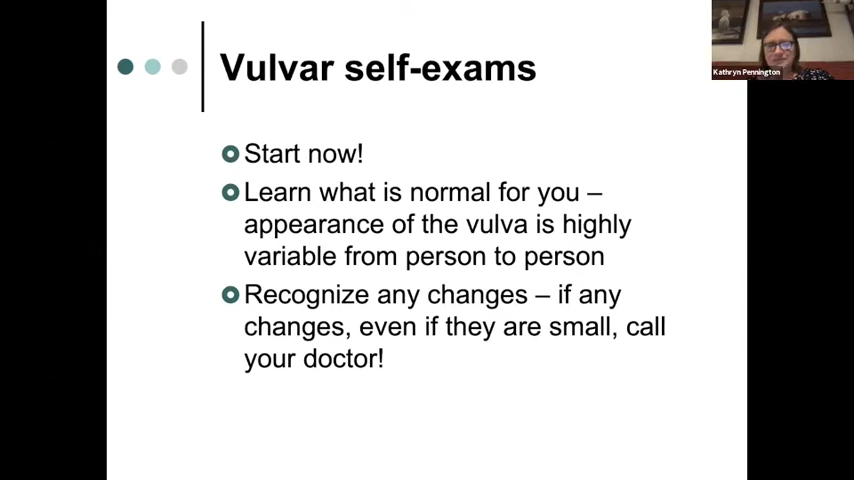 Vulvar self-exams
Kathryn Pennington
Start now!
Learn what is normal for you –
appearance of the vulva is highly
variable from person to person
Recognize any changes – if any
changes, even if they are small, call
your doctor!